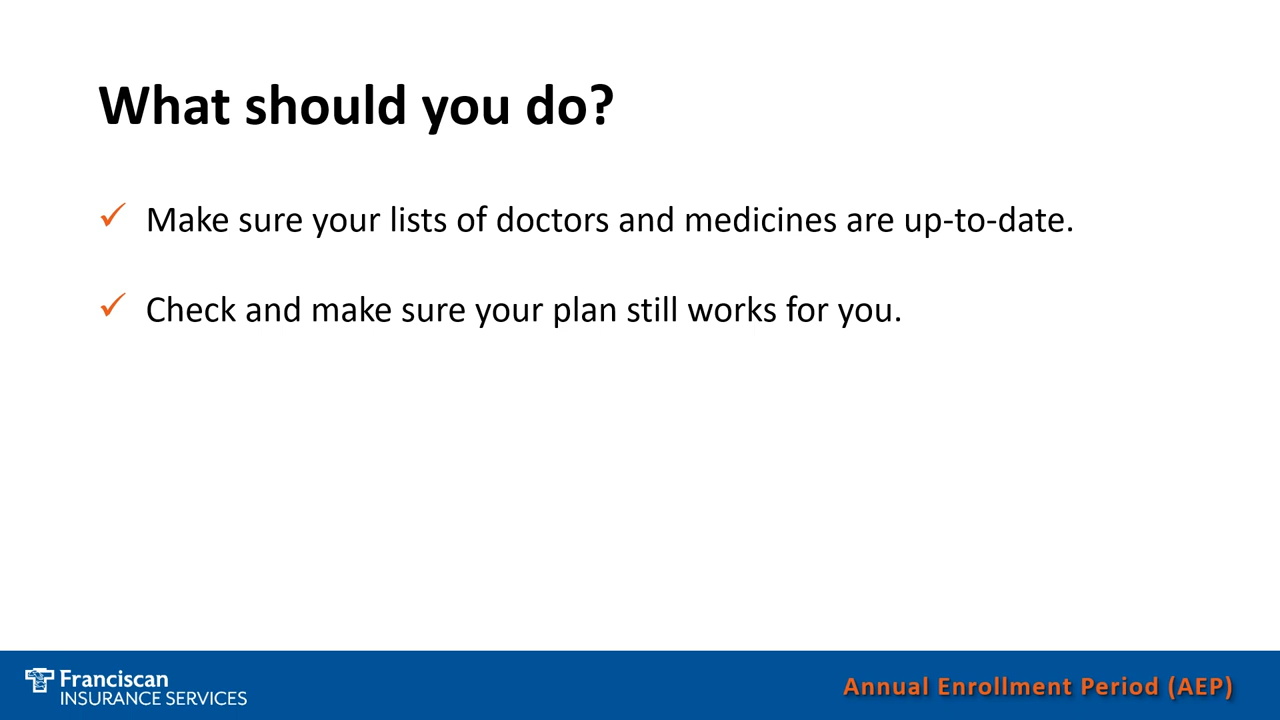 What should you do?
Make sure your lists of doctors and medicines are up-to-date.
Check and make sure your plan still works for you.
Franciscan
INSURANCE SERVICES
Annual Enrollment Period (AEP)